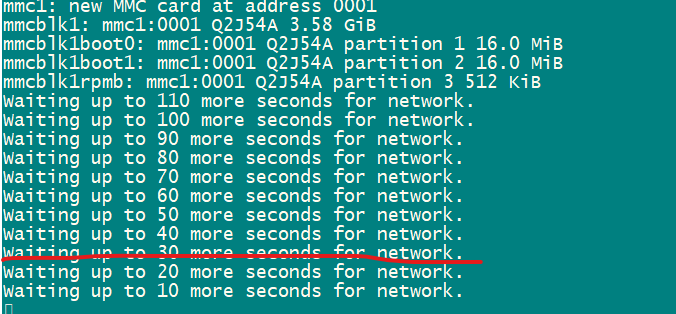 mmc1: new MMC card at address 0001
mmcblk1: mmc1:0001 Q2J54A 3.58 GiB
mmcblk1boot0: mmc1:0001 Q2J54A partition 1 16.0 MiB
mmcblk1boot1: mmc1:0001 Q2J54A partition 2 16.0 MiB
mmcblk1rpmb: mmc1:0001 Q2J54A partition 3 512 KiB
Waiting up to 110 more seconds for network.
Waiting up to 100 more seconds for network.
Waiting up to 90 more seconds for network.
Waiting up to 80 more seconds for network.
Waiting up to 70 more seconds for network.
Waiting up to 60 more seconds for network.
Waiting up to 50 more seconds for network.
Waiting up to 40 more seconds for network.
Waiting up to 30 more seconds for network.
Waiting up to 20 more seconds for network.
Waiting up to 10 more seconds for network.